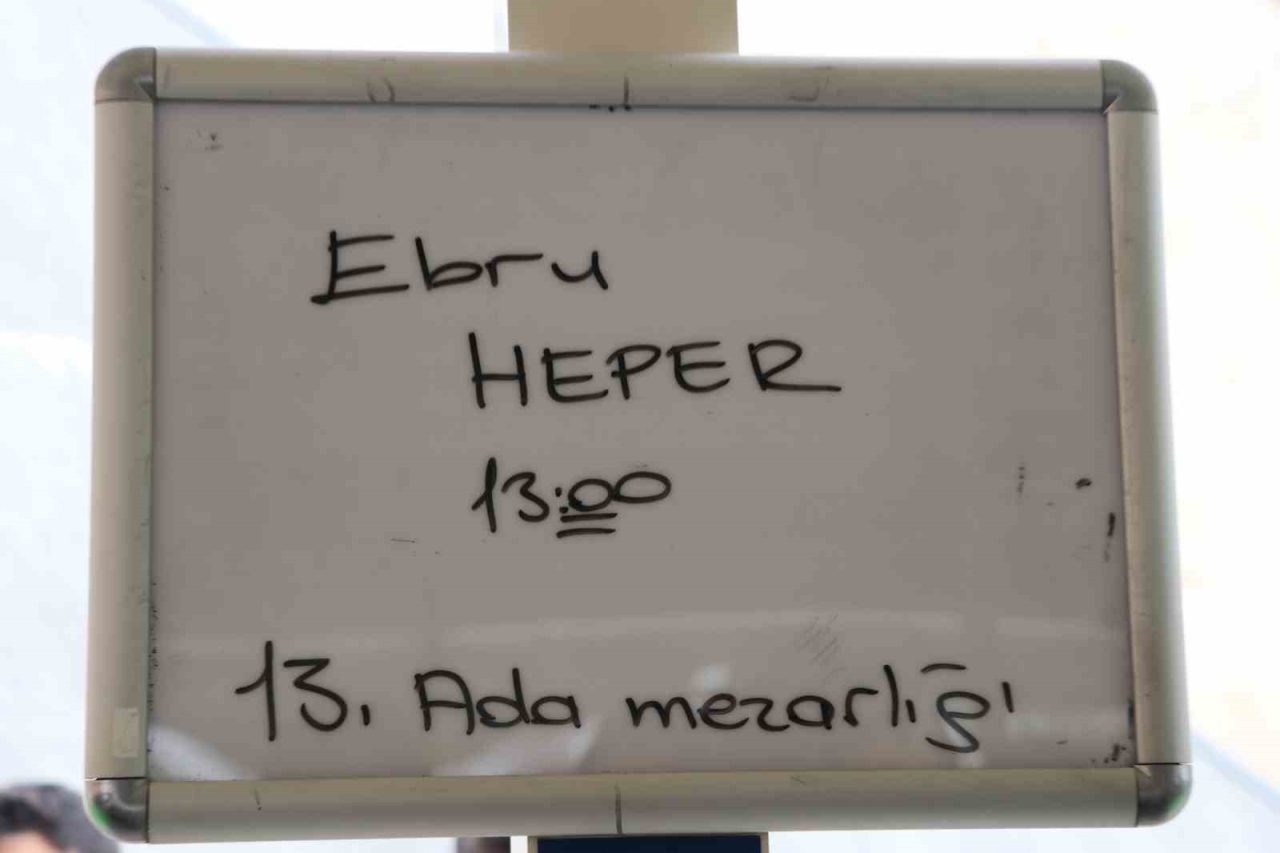 Ebru
HEPER
13:00
13. Ada mezarlığı